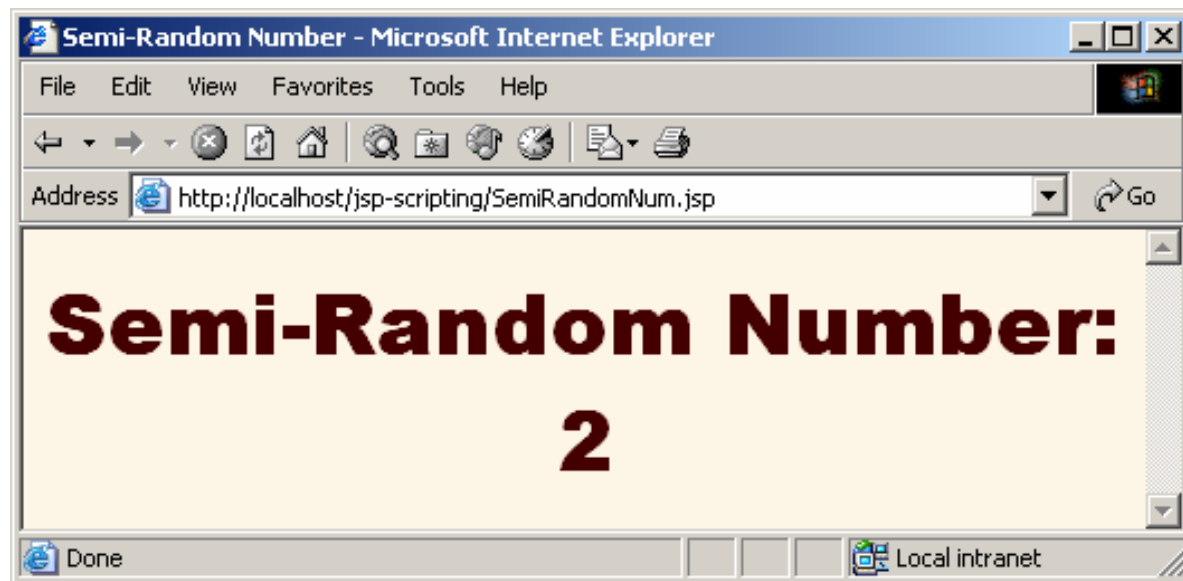 Semi-Random Number - Microsoft Internet Explorer
File Edit View Favorites Tools Help
Address http://localhost/jsp-scripting/SemiRandomNum.jsp Go
Semi-Random Number:
2
Done Local intranet